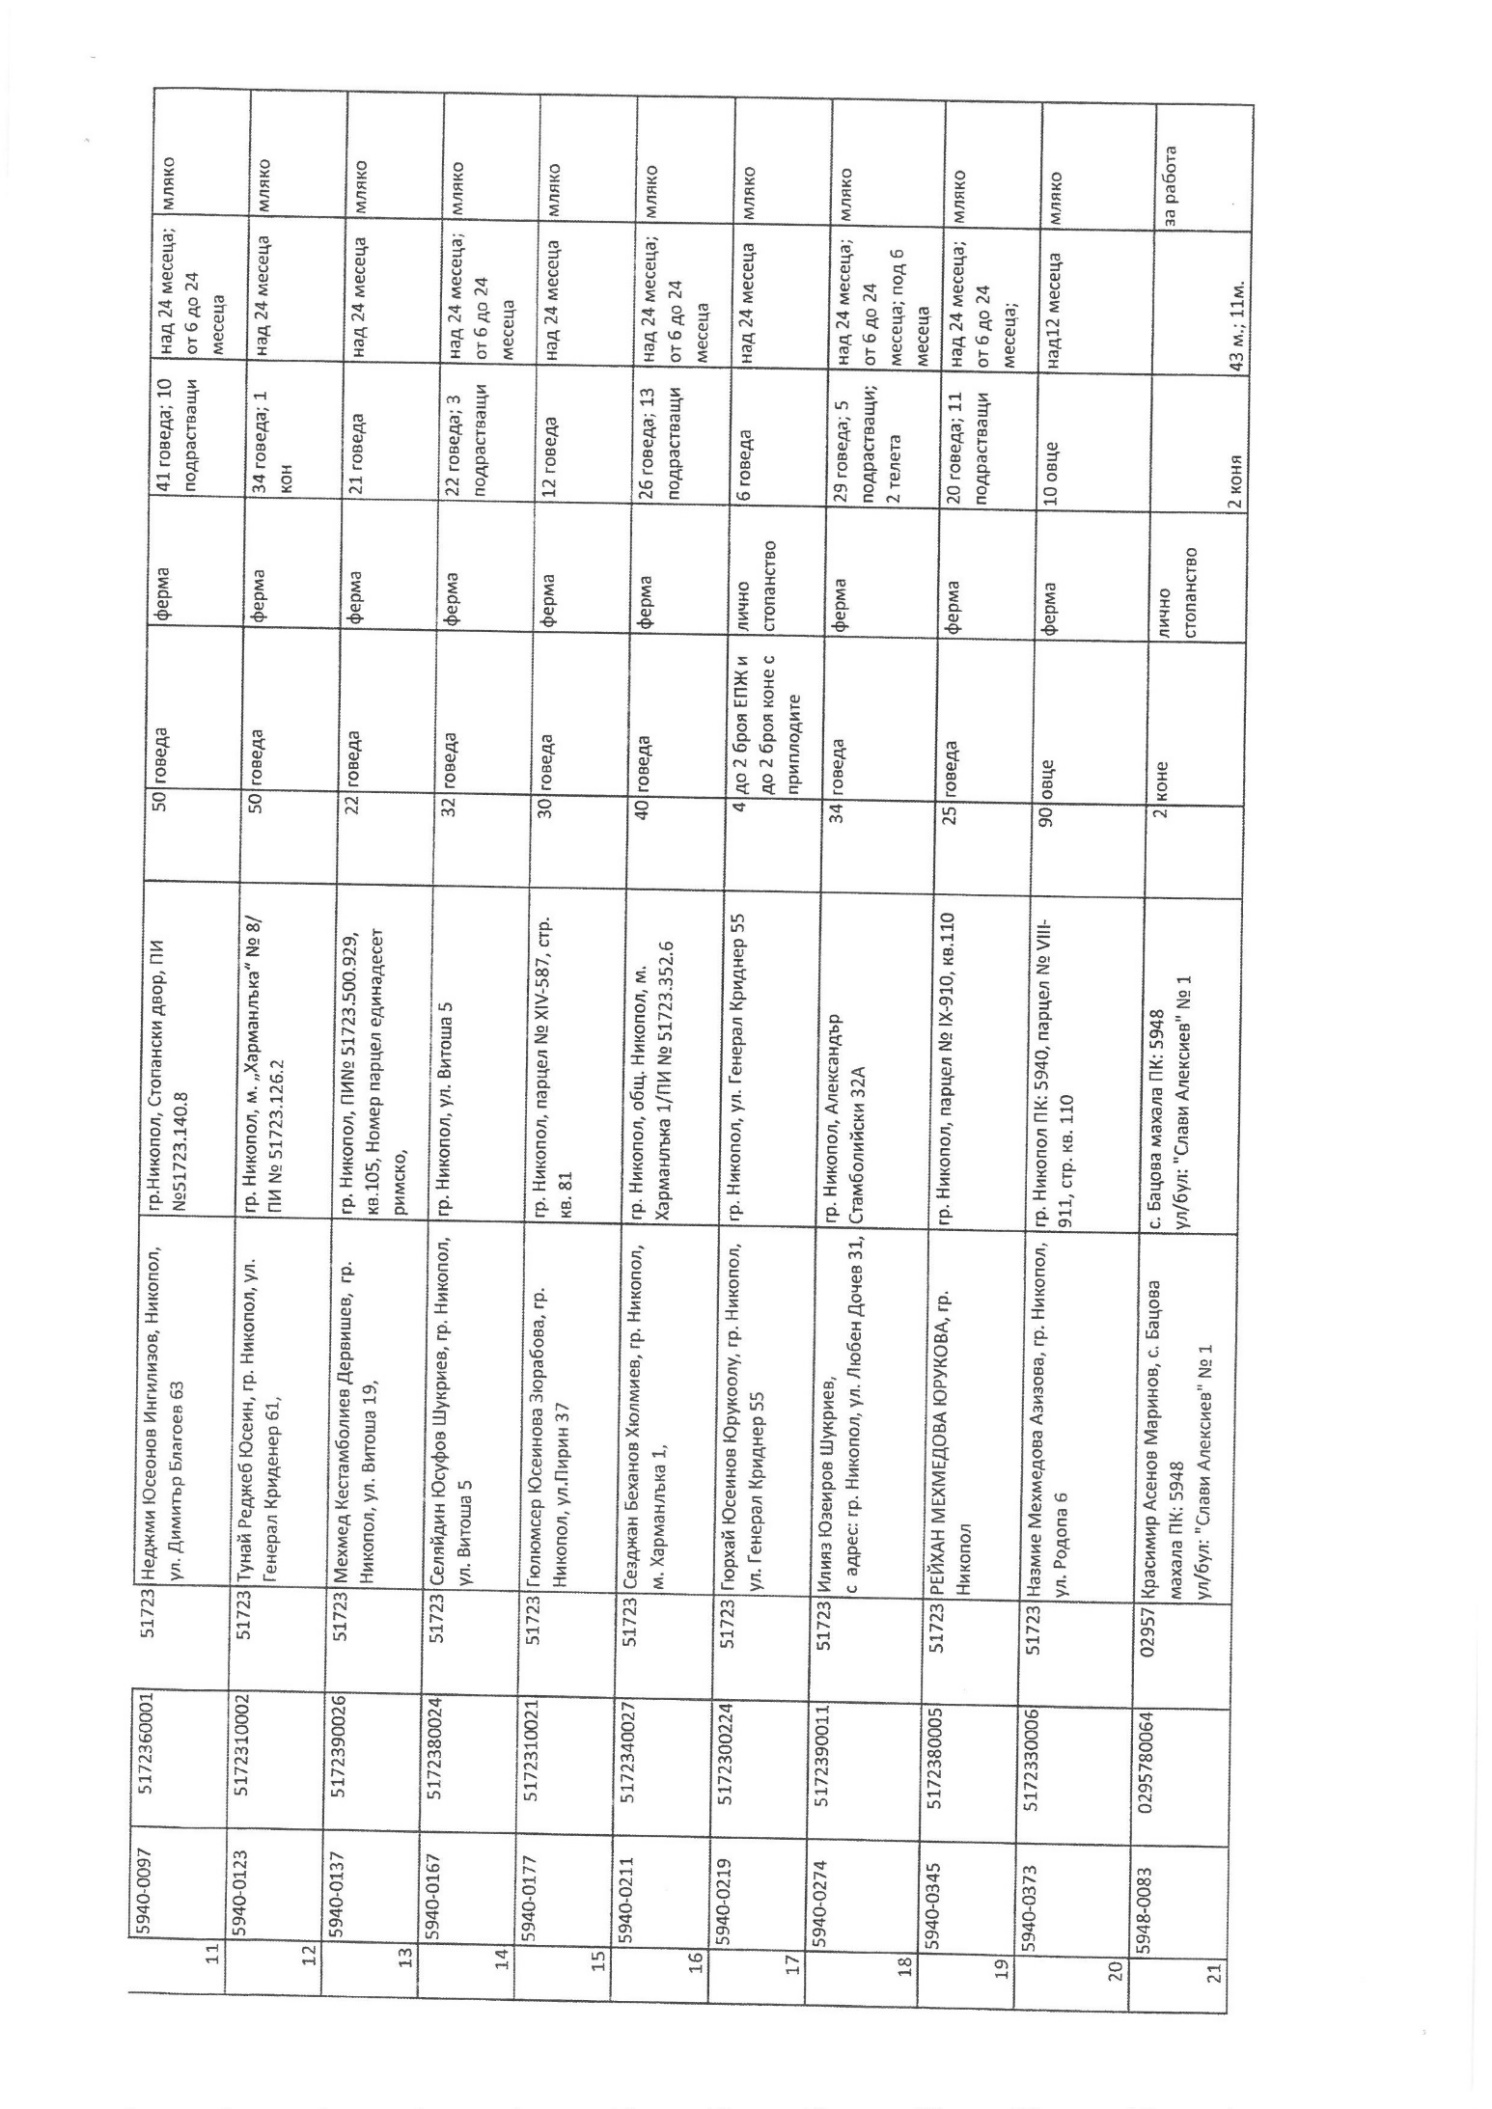 11 5940-0097 5172360001 51723 Неджми Юсеонов Ингилизов, Никопол, гр.Никопол, Стопански двор, ПИ 50 говеда ферма 41 говеда; 10 над 24 месеца; мляко
ул. Димитър Благоев 63 №51723.140.8 подрастващи от 6 до 24
месеца
12 5940-0123 5172310002 51723 Тунай Реджеб Юсеин, гр. Никопол, ул. гр. Никопол, м. „Харманлъка“ № 8/ 50 говеда ферма 34 говеда; 1 над 24 месеца мляко
Генерал Криденер 61, ПИ № 51723.126.2 кон
13 5940-0137 5172390026 51723 Мехмед Кестамболиев Дервишев, гр. гр. Никопол, ПИ№ 51723.500.929, 22 говеда ферма 21 говеда над 24 месеца мляко
Никопол, ул. Витоша 19, кв.105, Номер парцел единадесет
римско,
14 5940-0167 5172380024 51723 Селяйдин Юсуфов Шукриев, гр. Никопол, гр. Никопол, ул. Витоша 5 32 говеда ферма 22 говеда; 3 над 24 месеца; мляко
ул. Витоша 5 подрастващи от 6 до 24
месеца
15 5940-0177 5172310021 51723 Гюлюмсер Юсеинова Зюрабова, гр. гр. Никопол, парцел № XIV-587, стр. 30 говеда ферма 12 говеда над 24 месеца мляко
Никопол, ул.Пирин 37 кв. 81
16 5940-0211 5172340027 51723 Сезджан Беханов Хюлмиев, гр. Никопол, гр. Никопол, общ. Никопол, м. 40 говеда ферма 26 говеда; 13 над 24 месеца; мляко
м. Харманлъка 1, Харманлъка 1/ПИ № 51723.352.6 подрастващи от 6 до 24
месеца
17 5940-0219 5172300224 51723 Гюрхай Юсеинов Юрукоолу, гр. Никопол, гр. Никопол, ул. Генерал Криднер 55 4 до 2 броя ЕПЖ и лично 6 говеда над 24 месеца мляко
ул. Генерал Криднер 55 до 2 броя коне с стопанство
приплодите
18 5940-0274 5172390011 51723 Илияз Юзеиров Шукриев, гр. Никопол, Александър 34 говеда ферма 29 говеда; 5 над 24 месеца; мляко
с адрес: гр. Никопол, ул. Любен Дочев 31, Стамболийски 32А подрастващи; от 6 до 24
2 телета месеца; под 6
месеца
19 5940-0345 5172380005 51723 РЕЙХАН МЕХМЕДОВА ЮРУКОВА, гр. гр. Никопол, парцел № IX-910, кв.110 25 говеда ферма 20 говеда; 11 над 24 месеца; мляко
Никопол подрастващи от 6 до 24
месеца;
20 5940-0373 5172330006 51723 Назмие Мехмедова Азизова, гр. Никопол, гр. Никопол ПК: 5940, парцел № VIII- 90 овце ферма 10 овце над12 месеца мляко
ул. Родопа 6 911, стр. кв. 110
21 5948-0083 0295780064 02957 Красимир Асенов Маринов, с. Бацова с. Бацова махала ПК: 5948 2 коне лично за работа
махала ПК: 5948 ул/бул: "Слави Алексиев" № 1 стопанство
ул/бул: "Слави Алексиев" № 1 2 коня 43 м.; 11м.